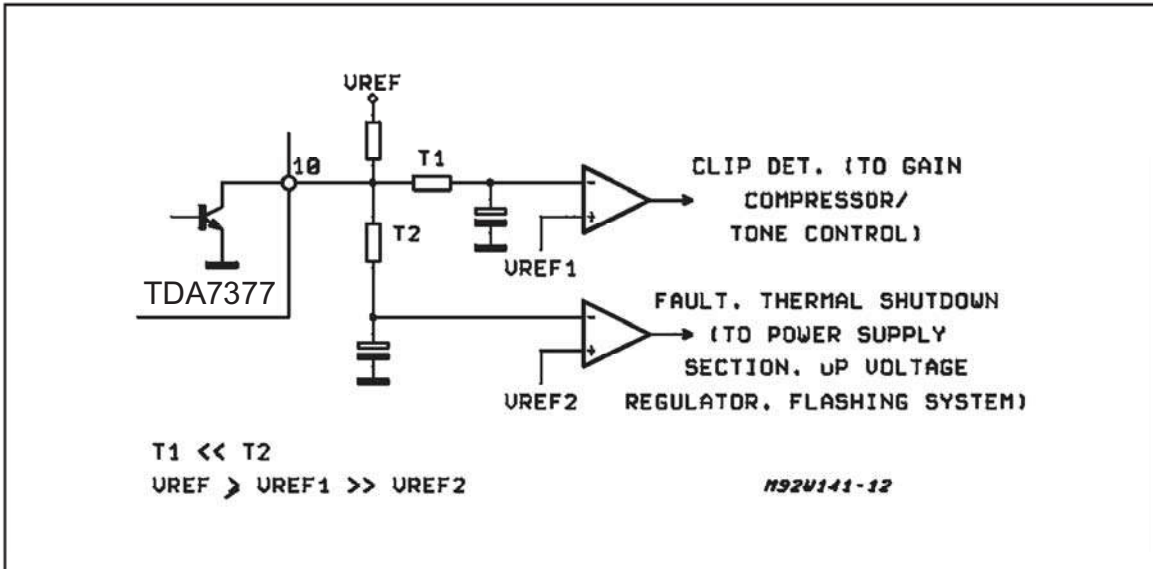 VREF
10
T1
CLIP DET. (TO GAIN
COMPRESSOR/
TONE CONTROL)
T2
VREF1
TDA7377
FAULT. THERMAL SHUTDOWN
(TO POWER SUPPLY
SECTION. uP VOLTAGE
REGULATOR. FLASHING SYSTEM)
VREF2
T1 << T2
VREF ⩾ VREF1 >> VREF2
M92W141-12